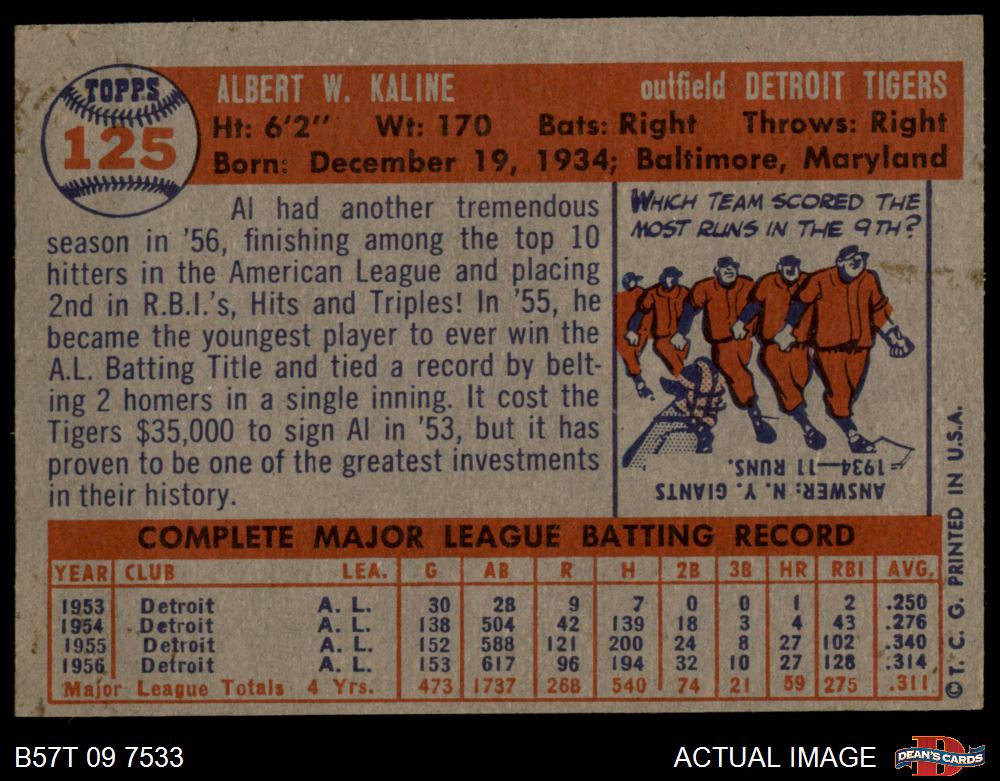 TOPPS
125
ALBERT W. KALINE outfield DETROIT TIGERS
Ht: 6'2" Wt: 170 Bats: Right Throws: Right
Born: December 19, 1934; Baltimore, Maryland
Al had another tremendous
season in '56, finishing among the top 10
hitters in the American League and placing
2nd in R.B.I.'s, Hits and Triples! In '55, he
became the youngest player to ever win the
A.L. Batting Title and tied a record by belt-
ing 2 homers in a single inning. It cost the
Tigers $35,000 to sign Al in '53, but it has
proven to be one of the greatest investments
in their history.
WHICH TEAM SCORED THE
MOST RUNS IN THE 9TH?
ANSWER: N. Y. GIANTS
—1934—11 RUNS.
COMPLETE MAJOR LEAGUE BATTING RECORD
YEAR CLUB LEA. G AB R H 2B 3B HR RBI AVG.
1953 Detroit A. L. 30 28 9 7 0 0 1 2 .250
1954 Detroit A. L. 138 504 42 139 18 3 4 43 .276
1955 Detroit A. L. 152 588 121 200 24 8 27 102 .340
1956 Detroit A. L. 153 617 96 194 32 10 27 128 .314
Major League Totals 4 Yrs. 473 1737 268 540 74 21 59 275 .311
© T. C. G. PRINTED IN U.S.A.
B57T 09 7533 ACTUAL IMAGE
D
DEAN'S CARDS